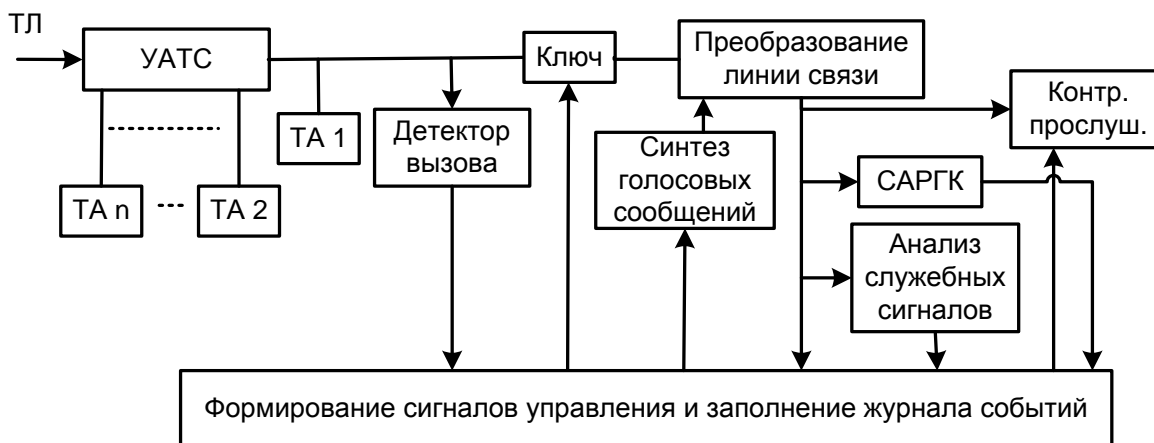 ТЛ
УАТС
Ключ
Преобразование
линии связи
Контр.
прослуш.
ТА 1
Детектор
вызова
Синтез
голосовых
сообщений
САРГК
ТА n
ТА 2
Анализ
служебных
сигналов
Формирование сигналов управления и заполнение журнала событий